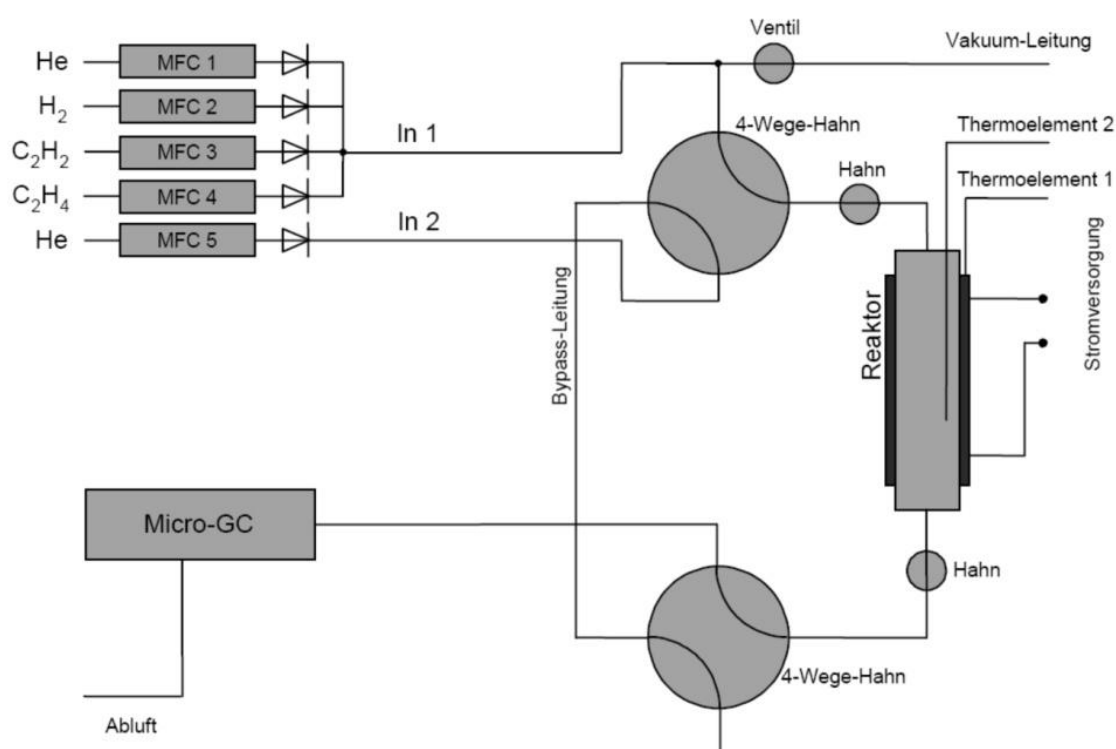 He
MFC 1
H₂
MFC 2
C₂H₂
MFC 3
C₂H₄
MFC 4
He
MFC 5
In 1
In 2
Ventil
Vakuum-Leitung
4-Wege-Hahn
Hahn
Thermoelement 2
Thermoelement 1
Stromversorgung
Reaktor
Bypass-Leitung
Micro-GC
Hahn
4-Wege-Hahn
Abluft